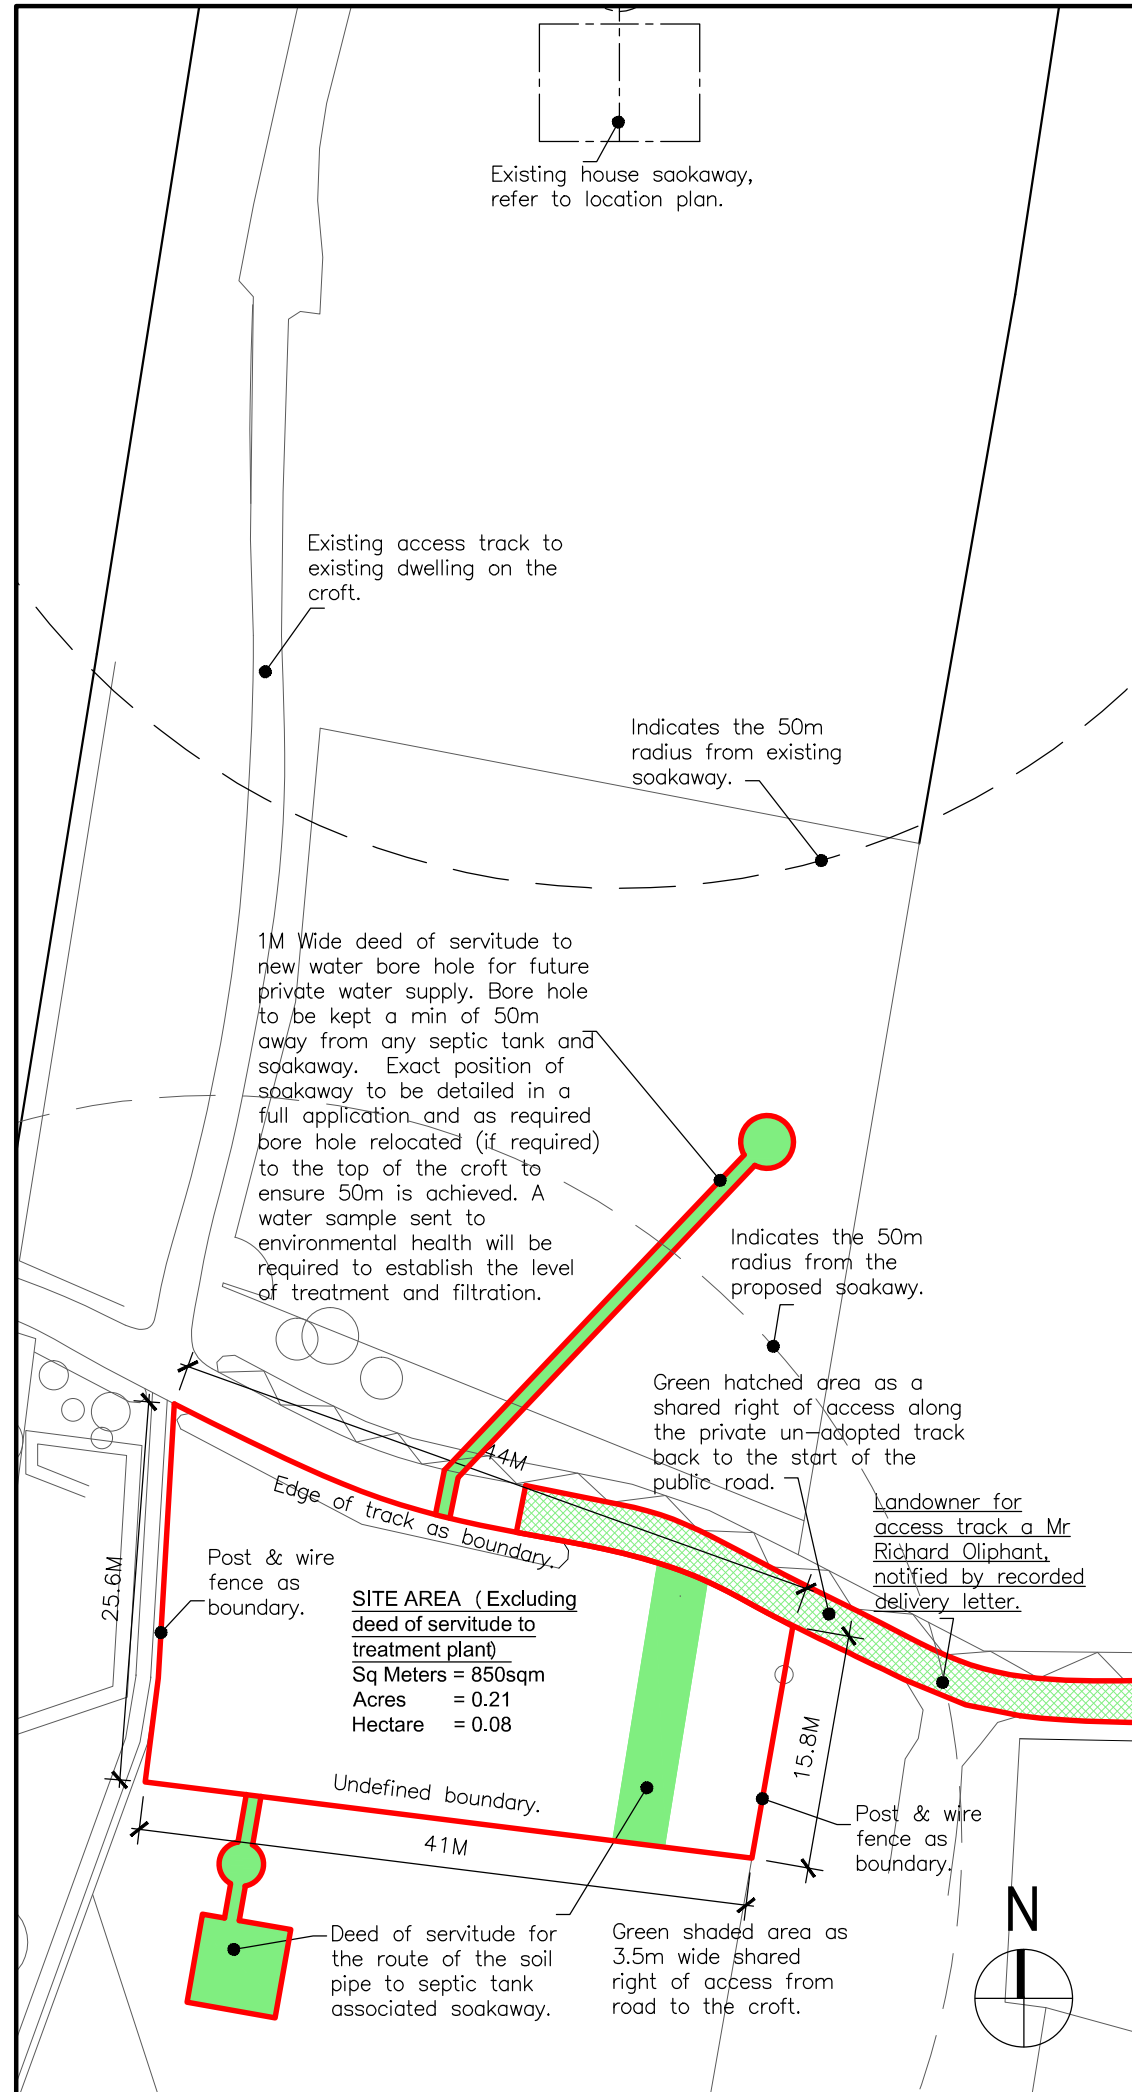 Existing house saokaway,
refer to location plan.
Existing access track to
existing dwelling on the
croft.
Indicates the 50m
radius from existing
soakaway.
1M Wide deed of servitude to
new water bore hole for future
private water supply. Bore hole
to be kept a min of 50m
away from any septic tank and
soakaway. Exact position of
soakaway to be detailed in a
full application and as required
bore hole relocated (if required)
to the top of the croft to
ensure 50m is achieved. A
water sample sent to
environmental health will be
required to establish the level
of treatment and filtration.
Indicates the 50m
radius from the
proposed soakawy.
Green hatched area as a
shared right of access along
the private un-adopted track
back to the start of the
public road.
44M
Edge of track as boundary.
Landowner for
access track a Mr
Richard Oliphant,
notified by recorded
delivery letter.
25.6M
Post & wire
fence as
boundary.
SITE AREA ( Excluding
deed of servitude to
treatment plant)
Sq Meters = 850sqm
Acres = 0.21
Hectare = 0.08
15.8M
Undefined boundary.
41M
Post & wire
fence as
boundary.
Deed of servitude for
the route of the soil
pipe to septic tank
associated soakaway.
Green shaded area as
3.5m wide shared
right of access from
road to the croft.
N